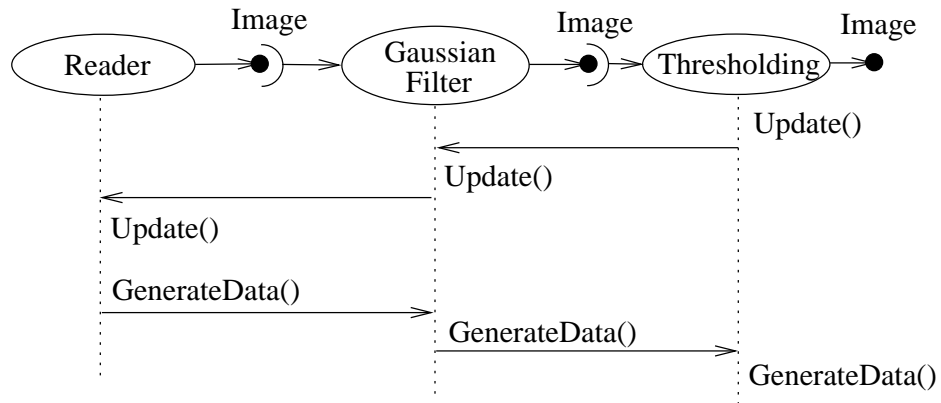 Image
Image
Image
Reader
Gaussian
Filter
Thresholding
Update()
Update()
Update()
GenerateData()
GenerateData()
GenerateData()